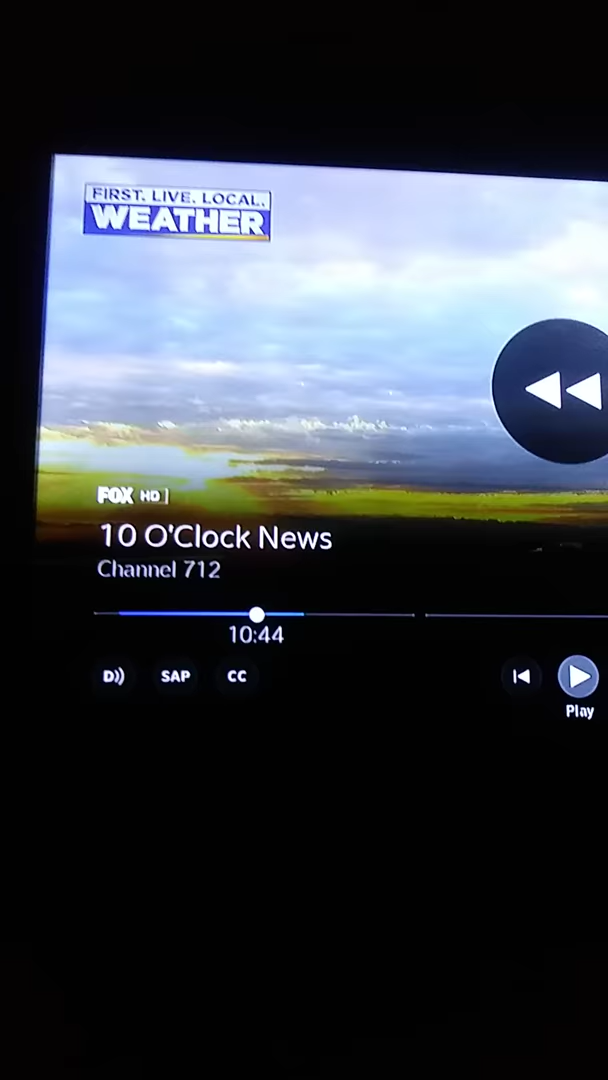 FIRST. LIVE. LOCAL.
WEATHER
FOX HD
10 O'Clock News
Channel 712
10:44
D)) SAP CC
Play